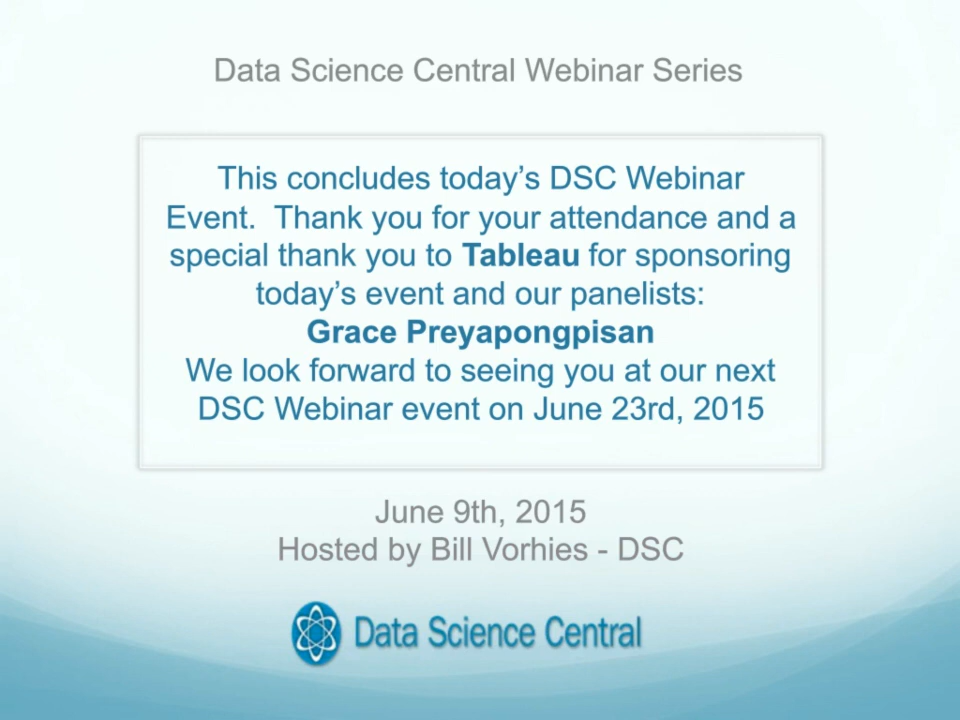 Data Science Central Webinar Series
This concludes today’s DSC Webinar
Event.  Thank you for your attendance and a
special thank you to Tableau for sponsoring
today’s event and our panelists:
Grace Preyapongpisan
We look forward to seeing you at our next
DSC Webinar event on June 23rd, 2015
June 9th, 2015
Hosted by Bill Vorhies - DSC
Data Science Central